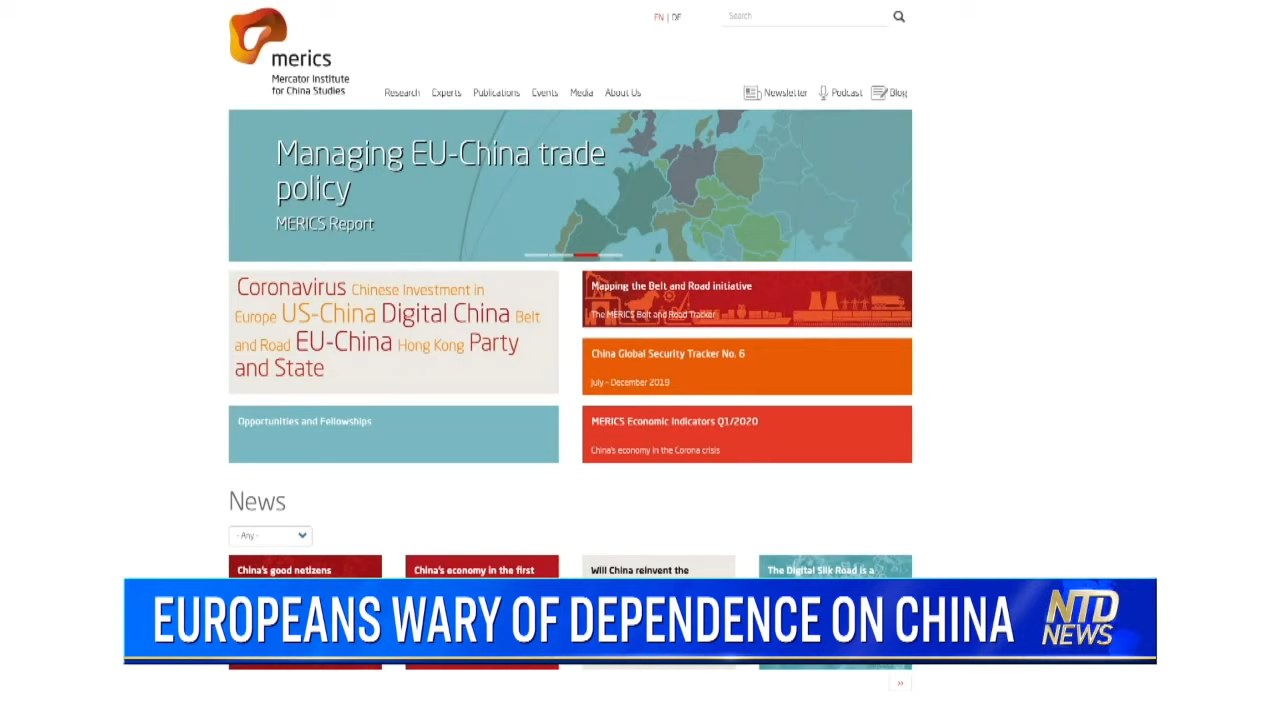 EN | DE
Search
merics
Mercator Institute
for China Studies
Research Experts Publications Events Media About Us
Newsletter Podcast Blog
Managing EU-China trade
policy
MERICS Report
Coronavirus Chinese Investment in
Europe US-China Digital China Belt
and Road EU-China Hong Kong Party
and State
Mapping the Belt and Road initiative
The MERICS Belt and Road Tracker
China Global Security Tracker No. 6
July - December 2019
Opportunities and Fellowships
MERICS Economic Indicators Q1/2020
China's economy in the Corona crisis
News
- Any -
China's good netizens
China's economy in the first
Will China reinvent the
The Digital Silk Road is a
EUROPEANS WARY OF DEPENDENCE ON CHINA
NTD
NEWS
»